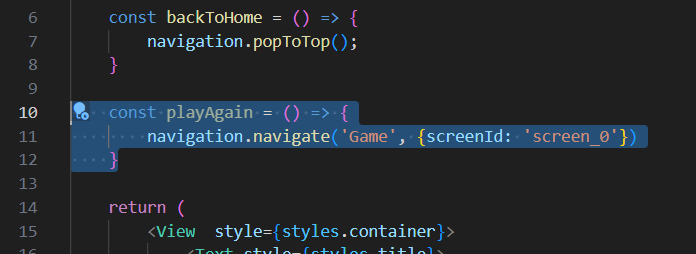 6 const backToHome = () => {
7 navigation.popToTop();
8 }
9
10 const playAgain = () => {
11 navigation.navigate('Game', {screenId: 'screen_0'})
12 }
13
14 return (
15 <View style={styles.container}>
16 <Text style={styles.title}>